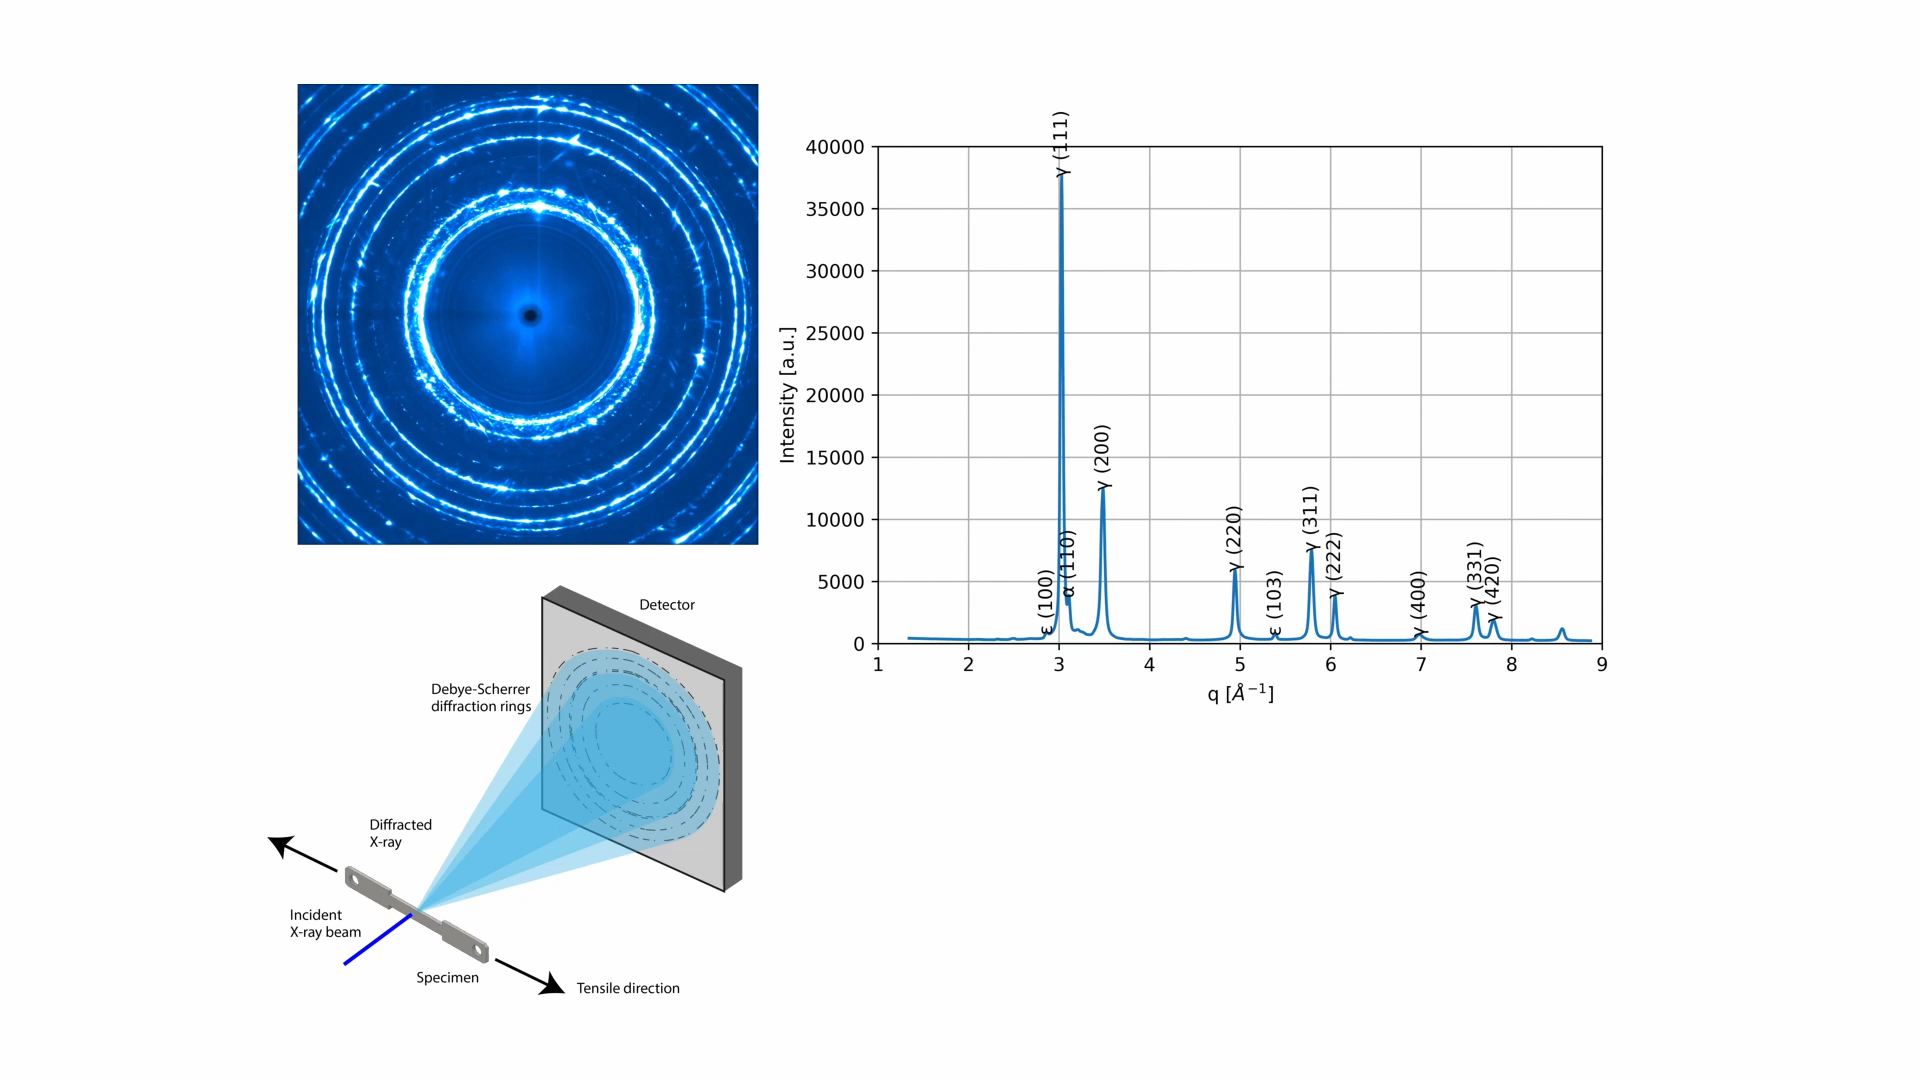 40000
35000
30000
25000
20000
15000
10000
5000
0
Intensity [a.u.]
ε (100)
γ (111)
α (110)
γ (200)
γ (220)
ε (103)
γ (311)
γ (222)
γ (400)
γ (331)
γ (420)
1 2 3 4 5 6 7 8 9
q [Å⁻¹]
Detector
Debye-Scherrer
diffraction rings
Diffracted
X-ray
Incident
X-ray beam
Specimen
Tensile direction